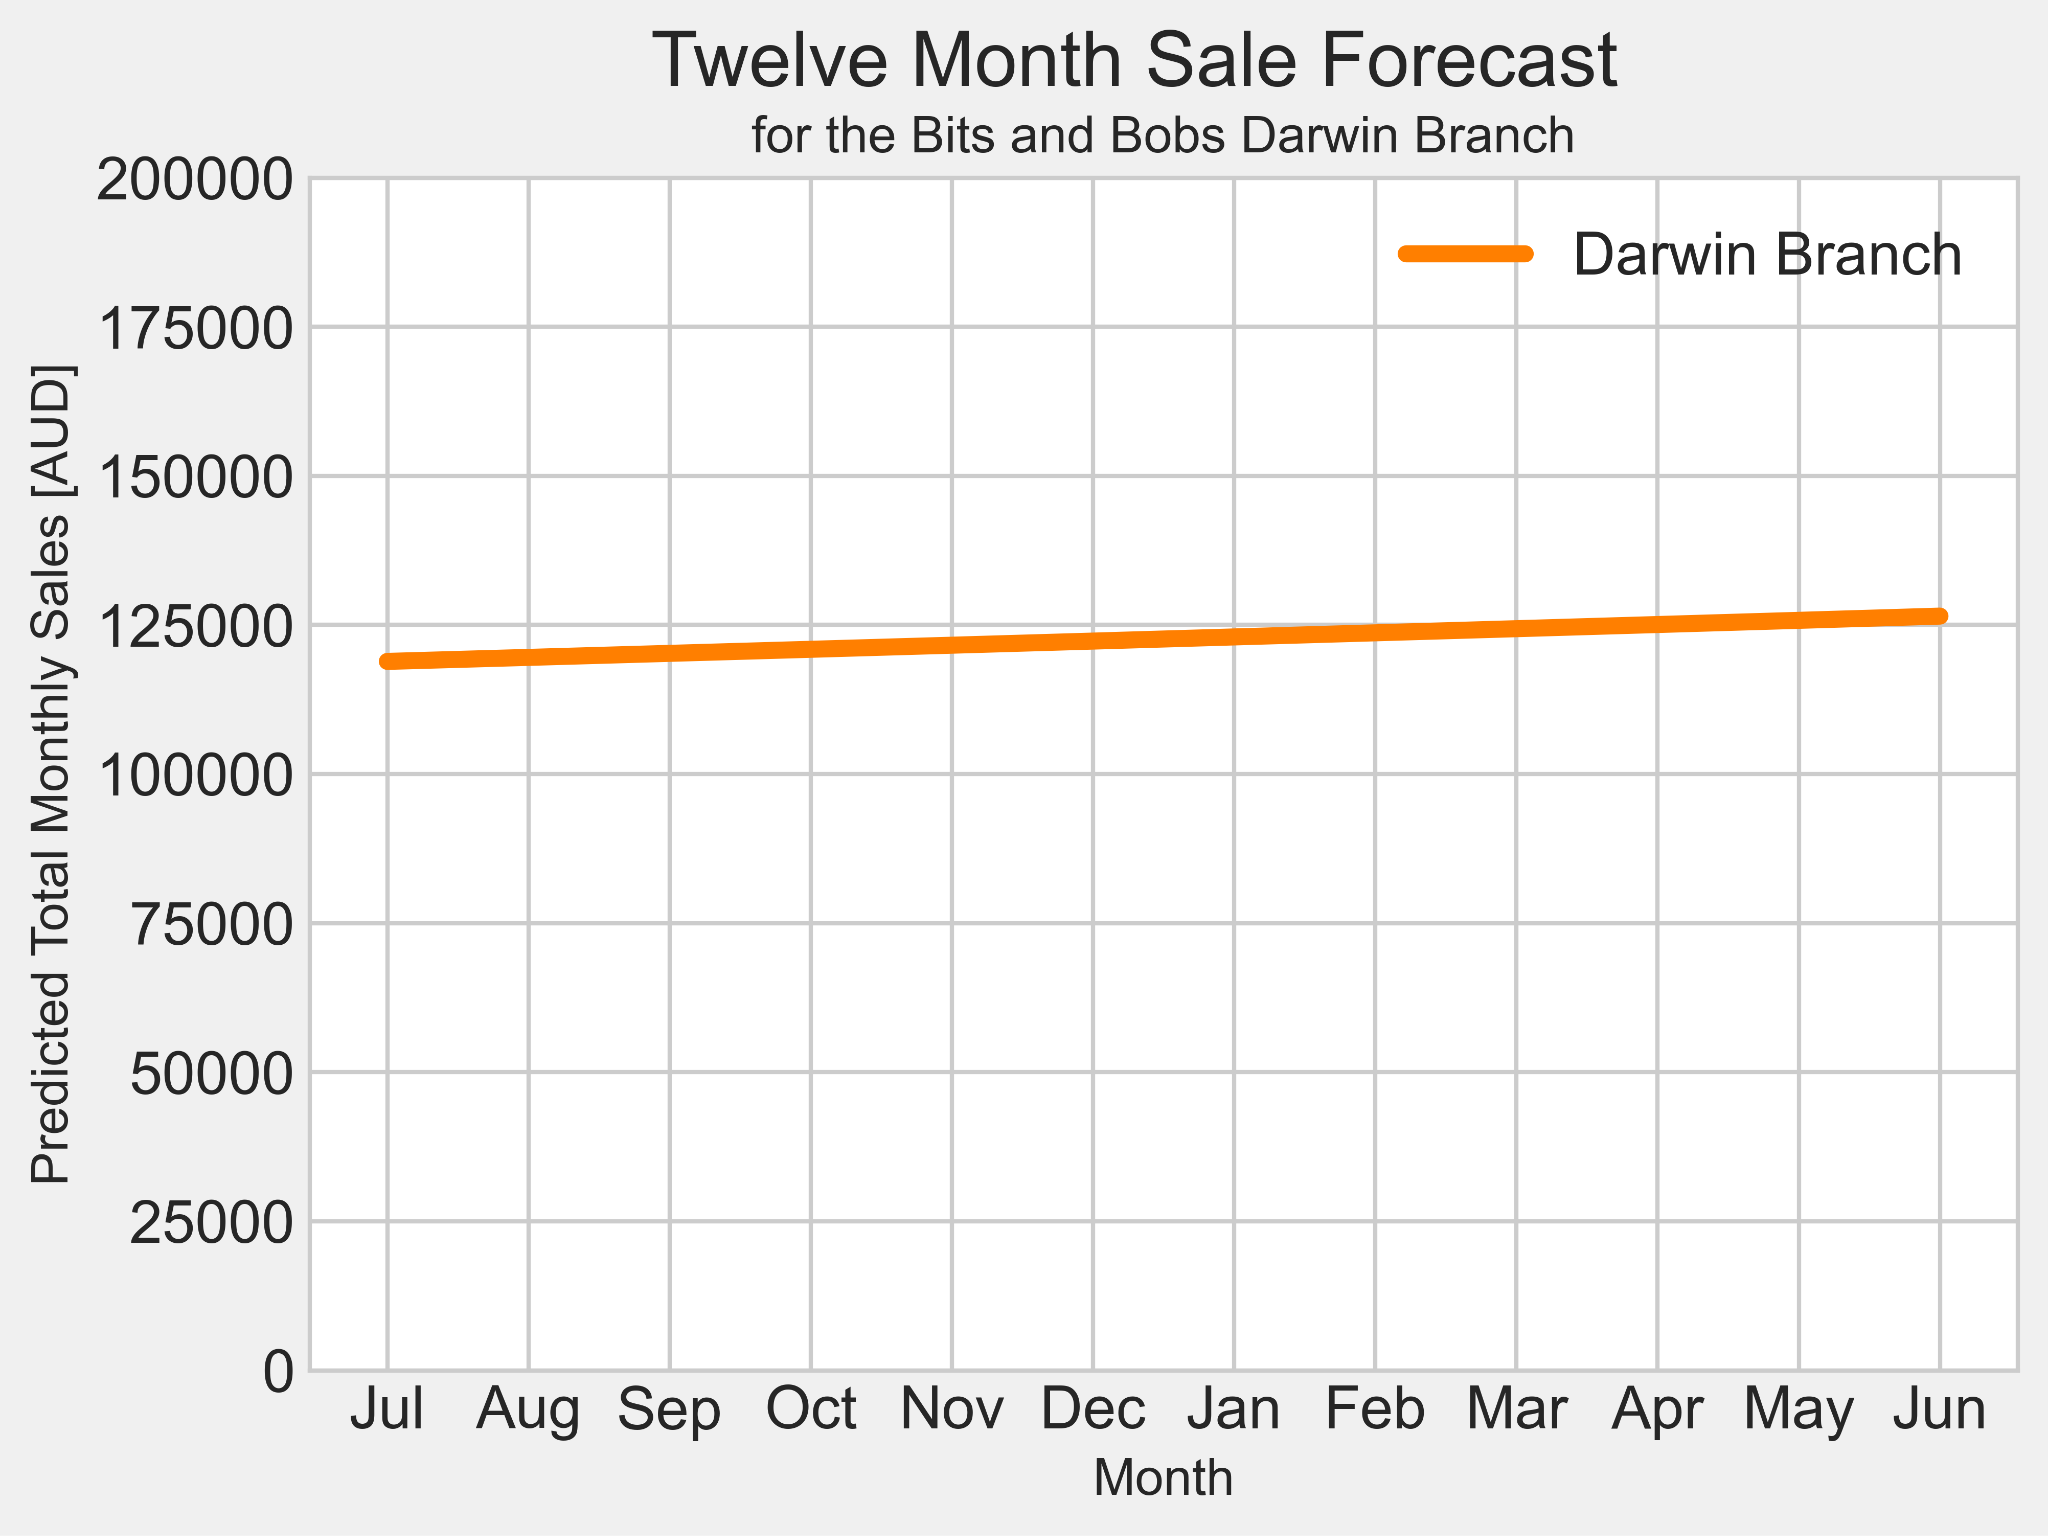 Twelve Month Sale Forecast
for the Bits and Bobs Darwin Branch
Darwin Branch
Predicted Total Monthly Sales [AUD]
200000
175000
150000
125000
100000
75000
50000
25000
0
Jul Aug Sep Oct Nov Dec Jan Feb Mar Apr May Jun
Month